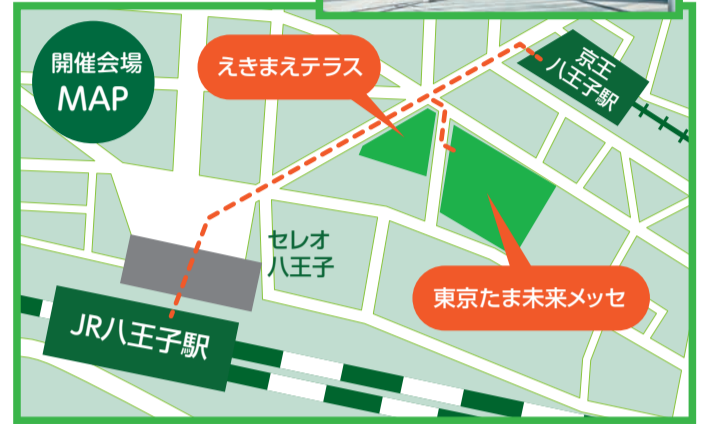 開催会場
MAP
えきまえテラス
京王
八王子駅
セレオ
八王子
東京たま未来メッセ
JR八王子駅